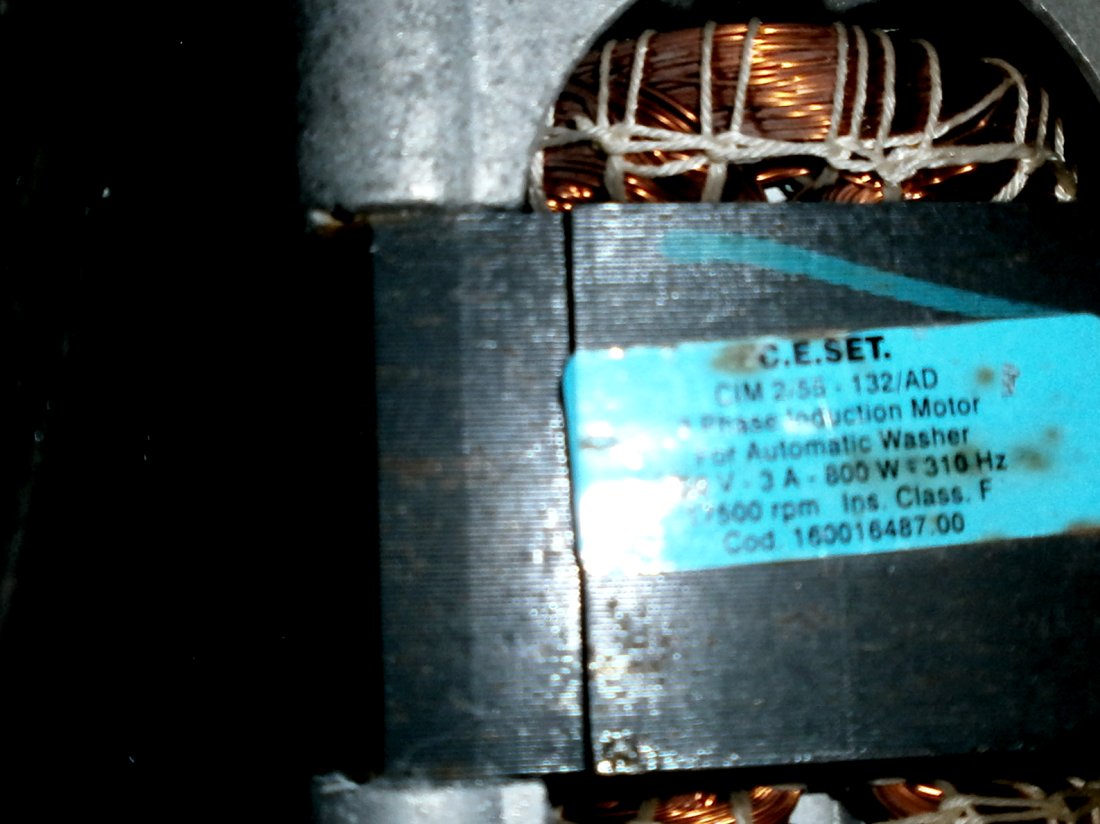 C.E.SET.
CIM 2/55 - 132/AD
Phase Induction Motor
For Automatic Washer
V - 3 A - 800 W - 310 Hz
rpm Ins. Class. F
Cod. 160016487.00